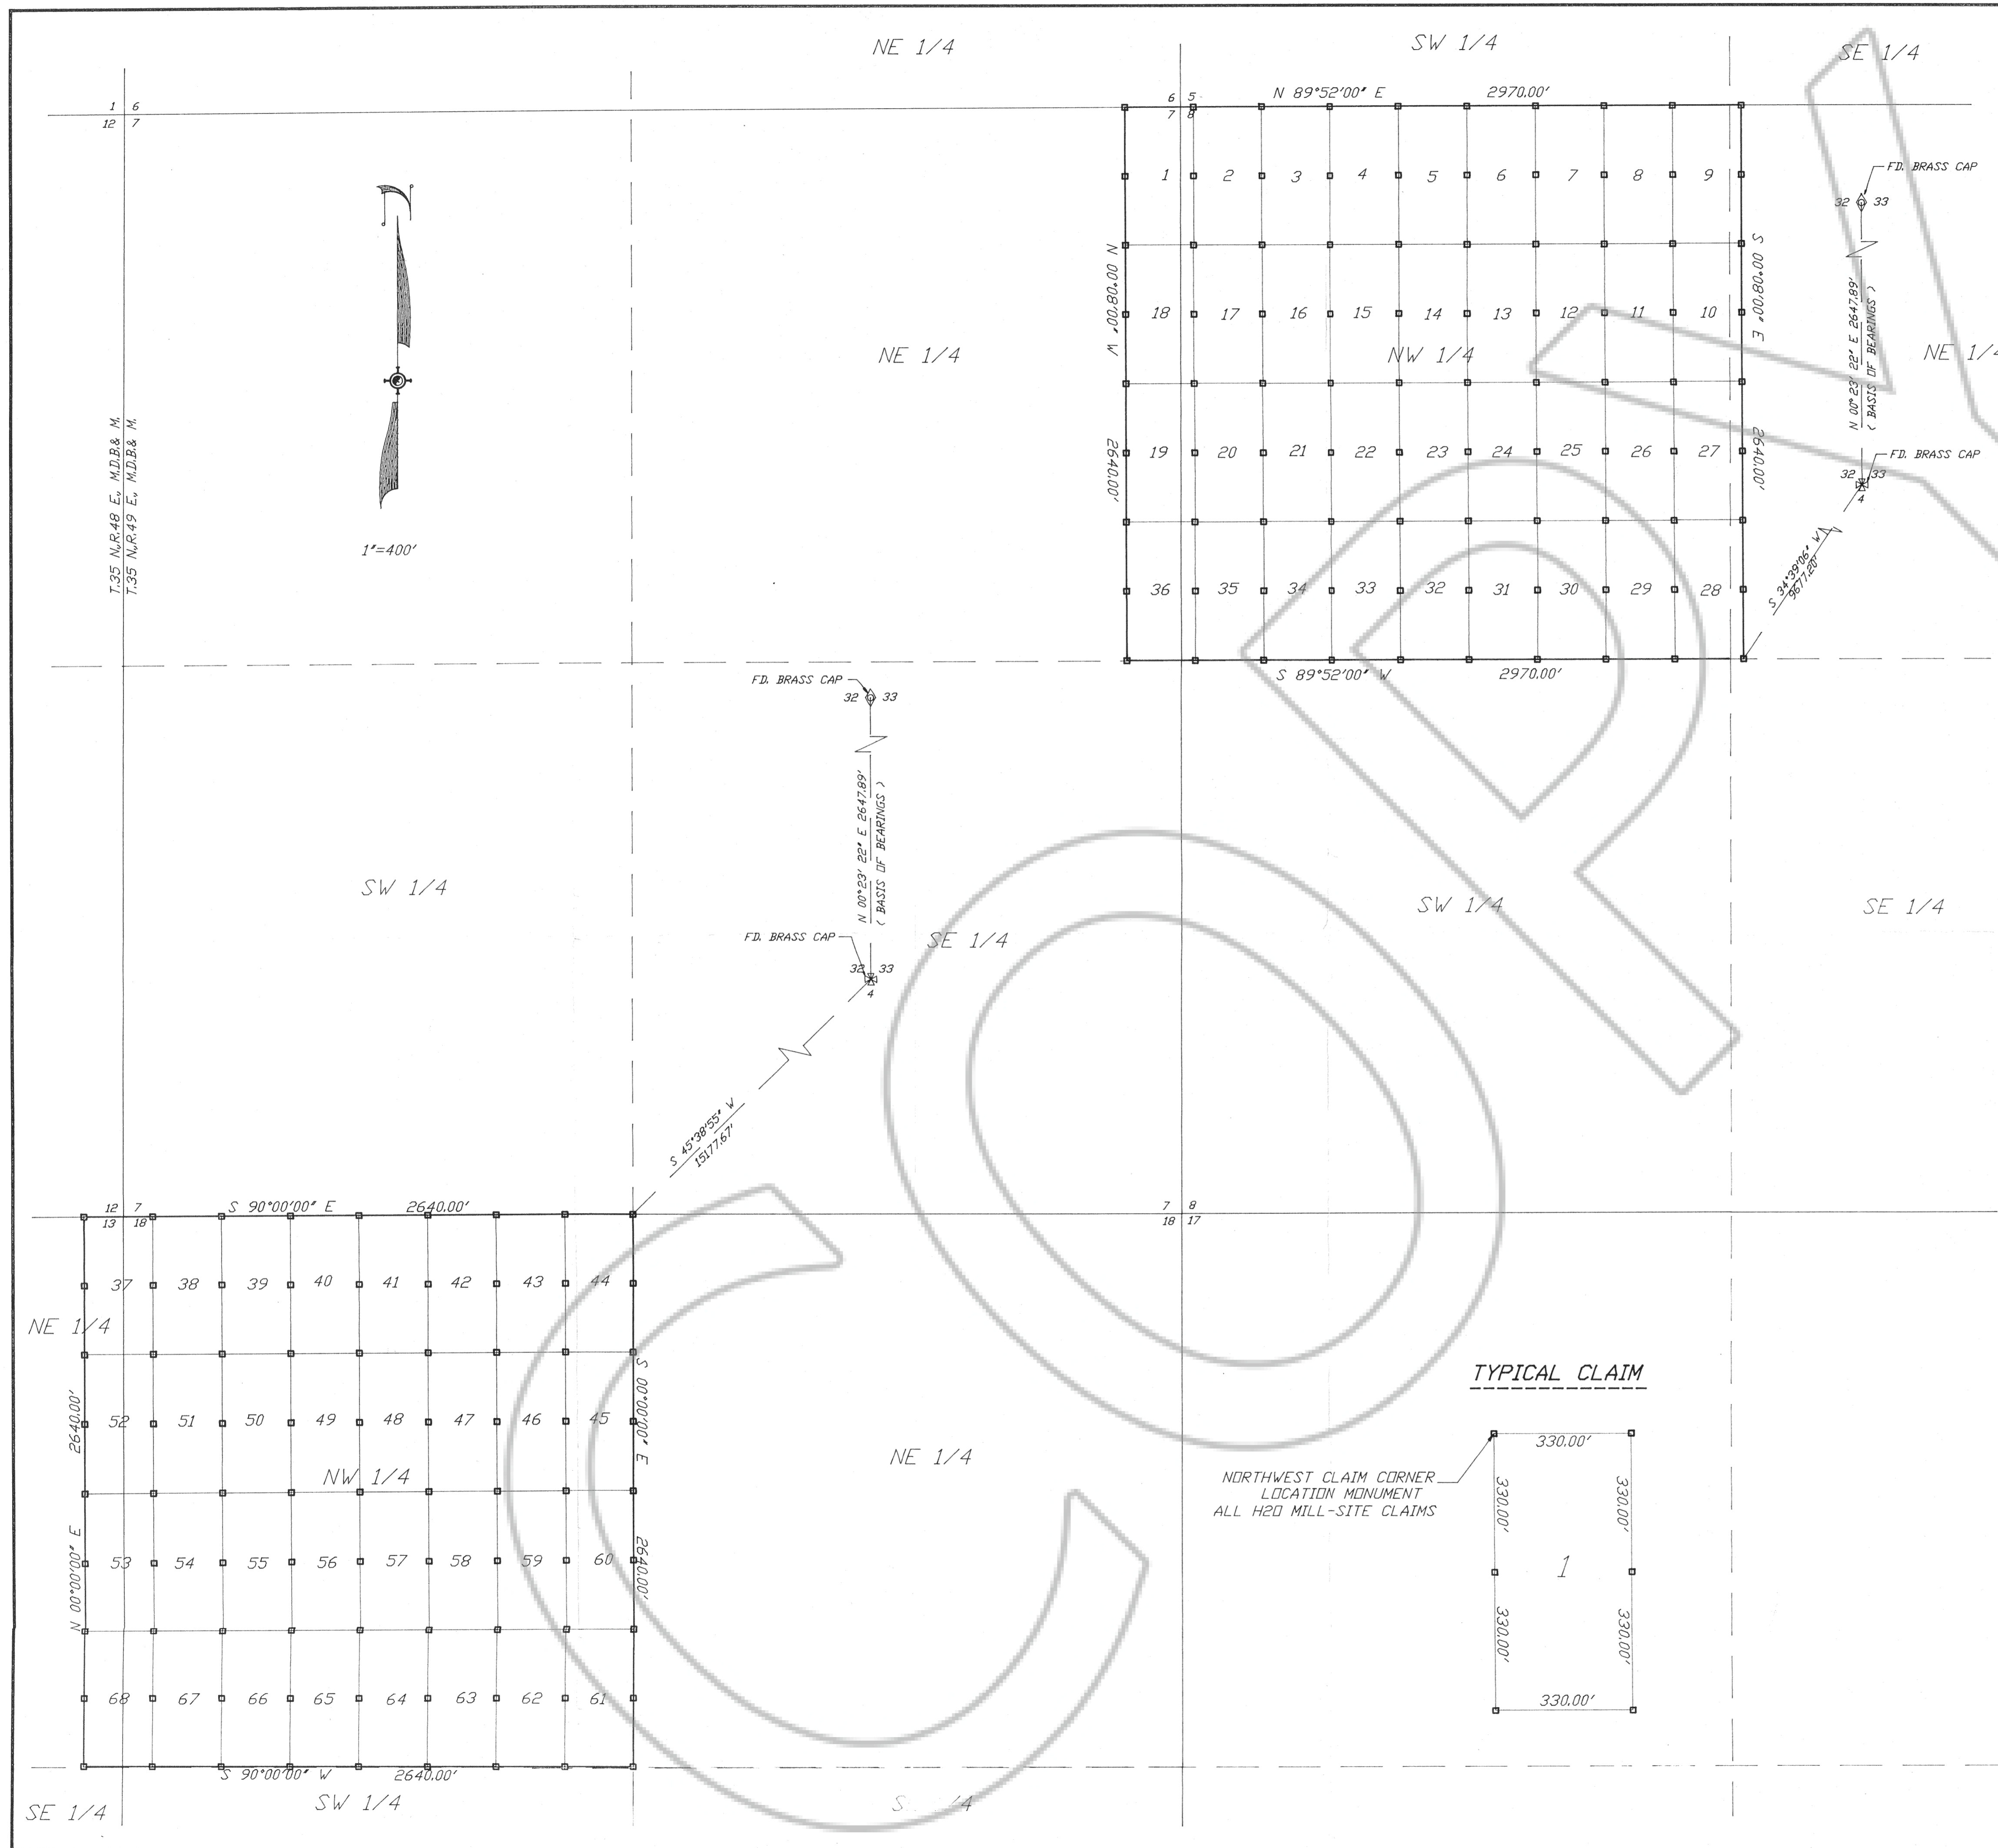 NE 1/4
SW 1/4
SE 1/4
1 6
12 7
6 5
7 8
N 89°52'00" E 2970.00'
1 2 3 4 5 6 7 8 9
FD. BRASS CAP
32 33
N 00°08'00" W
2640.00'
S 00°08'00" E
2640.00'
18 17 16 15 14 13 12 11 10
NE 1/4
NW 1/4
NE 1/4
N 00°23' 22" E 2647.89'
( BASIS OF BEARINGS )
19 20 21 22 23 24 25 26 27
FD. BRASS CAP
32 33
4
S 34°39'06" W
9677.20'
T.35 N.,R.48 E., M.D.B.& M.
T.35 N.,R.49 E., M.D.B.& M.
1"=400'
36 35 34 33 32 31 30 29 28
S 89°52'00" W 2970.00'
FD. BRASS CAP
32 33
N 00°23' 22" E 2647.89'
( BASIS OF BEARINGS )
SW 1/4
SW 1/4
SE 1/4
FD. BRASS CAP
SE 1/4
32 33
4
S 45°38'55" W
15177.67'
12 7
13 18
S 90°00'00" E 2640.00'
7 8
18 17
37 38 39 40 41 42 43 44
NE 1/4
N 00°00'00" E 2640.00'
S 00°00'00" E
2640.00'
52 51 50 49 48 47 46 45
NW 1/4
NE 1/4
53 54 55 56 57 58 59 60
68 67 66 65 64 63 62 61
S 90°00'00" W 2640.00'
SE 1/4
SW 1/4
TYPICAL CLAIM
330.00'
NORTHWEST CLAIM CORNER
LOCATION MONUMENT
ALL H2O MILL-SITE CLAIMS
330.00'
330.00'
1
330.00'
330.00'
330.00'
COPY